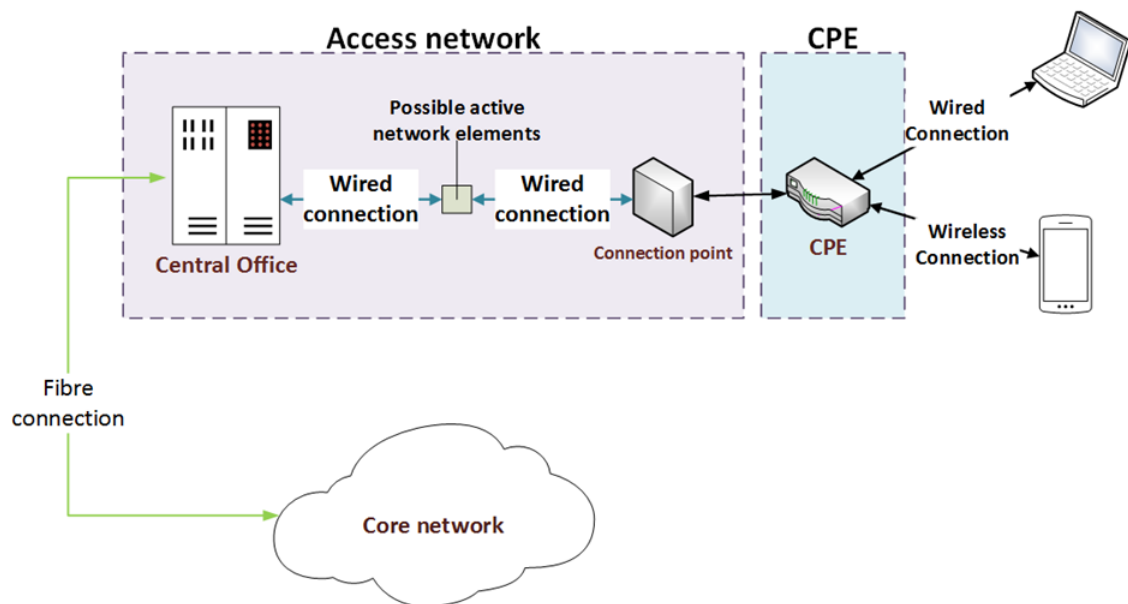 Access network
CPE
Possible active
network elements
Wired
connection
Wired
connection
Central Office
Connection point
CPE
Wired
Connection
Wireless
Connection
Fibre
connection
Core network